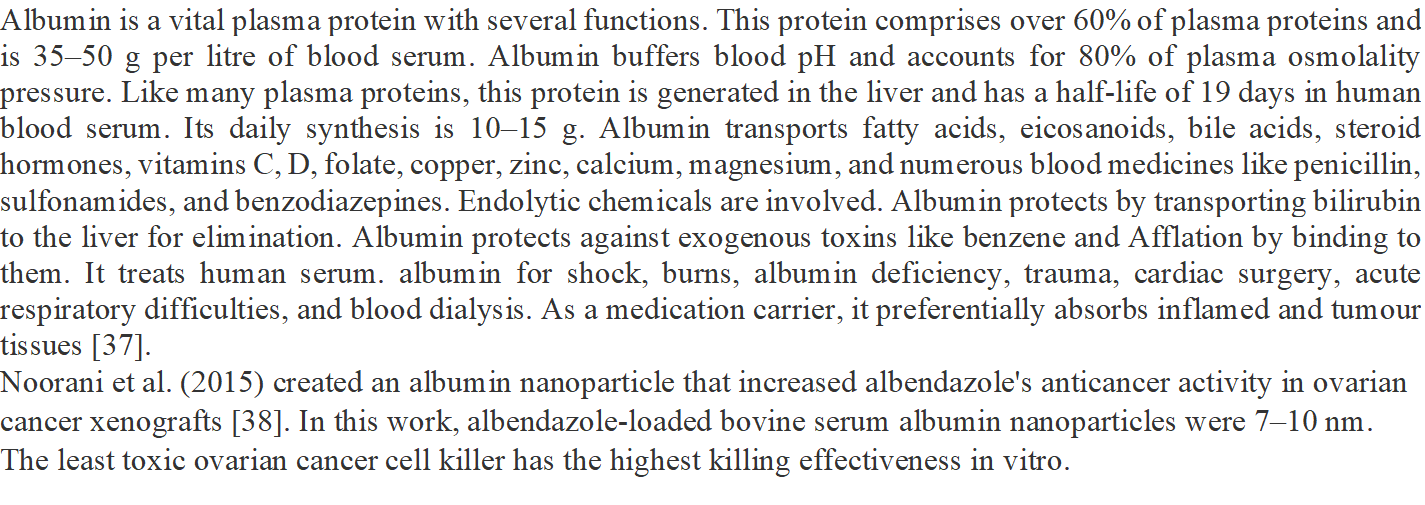 Albumin is a vital plasma protein with several functions. This protein comprises over 60% of plasma proteins and
is 35–50 g per litre of blood serum. Albumin buffers blood pH and accounts for 80% of plasma osmolality
pressure. Like many plasma proteins, this protein is generated in the liver and has a half-life of 19 days in human
blood serum. Its daily synthesis is 10–15 g. Albumin transports fatty acids, eicosanoids, bile acids, steroid
hormones, vitamins C, D, folate, copper, zinc, calcium, magnesium, and numerous blood medicines like penicillin,
sulfonamides, and benzodiazepines. Endolytic chemicals are involved. Albumin protects by transporting bilirubin
to the liver for elimination. Albumin protects against exogenous toxins like benzene and Afflation by binding to
them. It treats human serum. albumin for shock, burns, albumin deficiency, trauma, cardiac surgery, acute
respiratory difficulties, and blood dialysis. As a medication carrier, it preferentially absorbs inflamed and tumour
tissues [37].
Noorani et al. (2015) created an albumin nanoparticle that increased albendazole's anticancer activity in ovarian
cancer xenografts [38]. In this work, albendazole-loaded bovine serum albumin nanoparticles were 7–10 nm.
The least toxic ovarian cancer cell killer has the highest killing effectiveness in vitro.